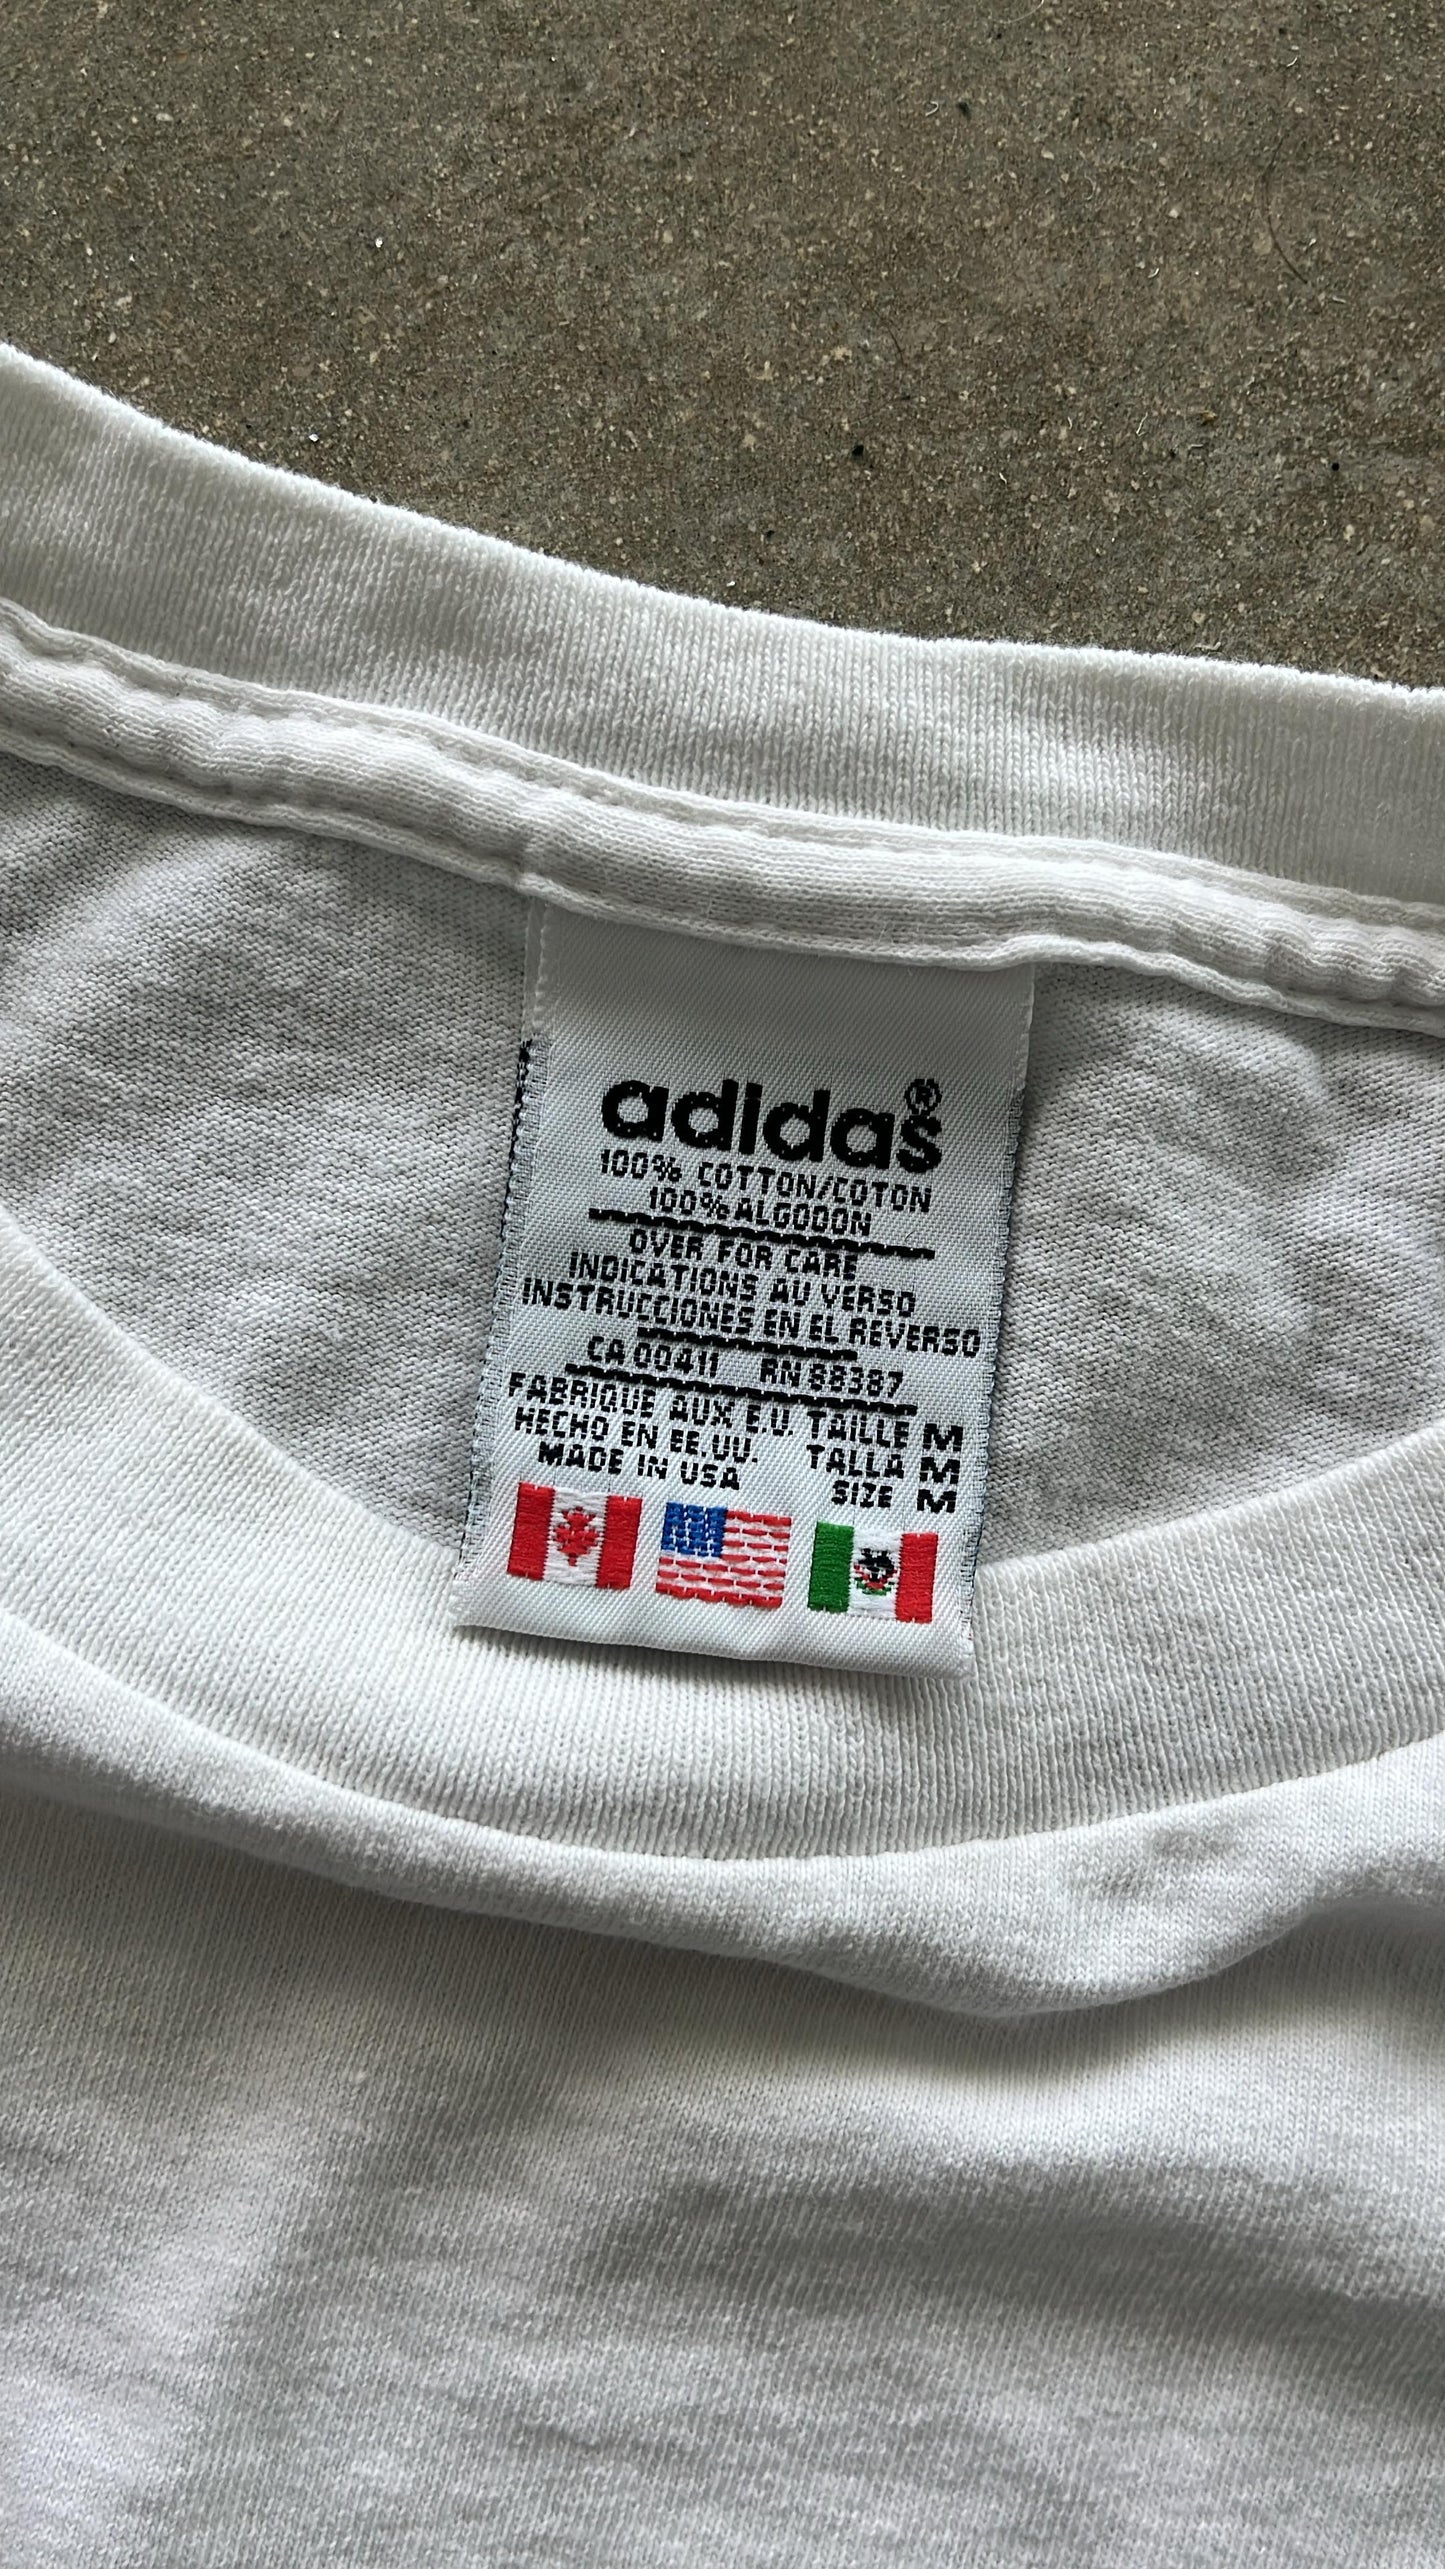 adidas®
100% COTTON/COTON
100% ALGODON
OVER FOR CARE
INDICATIONS AU VERSO
INSTRUCCIONES EN EL REVERSO
CA 00411 RN 88387
FABRIQUE AUX E.U. TAILLE M
HECHO EN EE.UU. TALLA M
MADE IN USA SIZE M